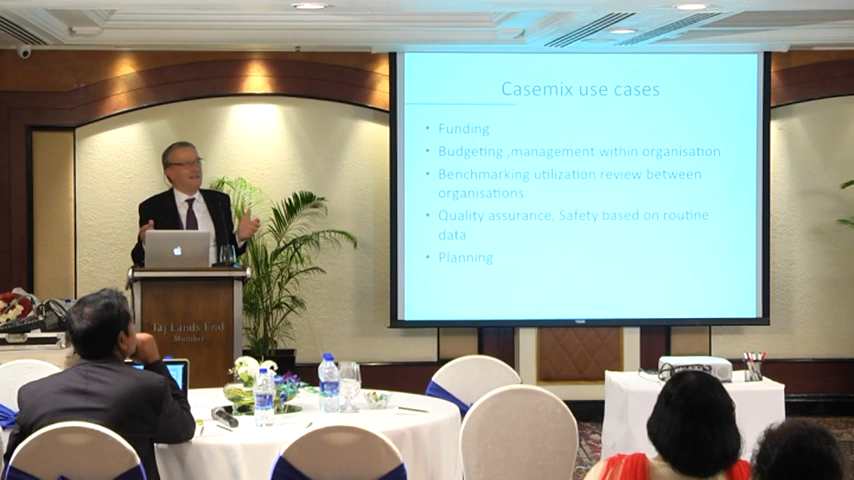 Casemix use cases
• Funding
• Budgeting ,management within organisation
• Benchmarking utilization review between
organisations
• Quality assurance, Safety based on routine
data
• Planning
Taj Lands End
Mumbai